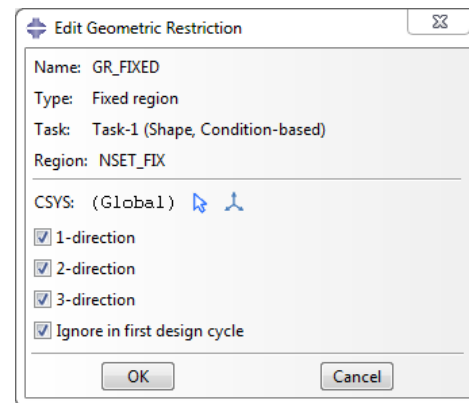 Edit Geometric Restriction
Name: GR_FIXED
Type: Fixed region
Task: Task-1 (Shape, Condition-based)
Region: NSET_FIX
CSYS: (Global)
1-direction
2-direction
3-direction
Ignore in first design cycle
OK Cancel